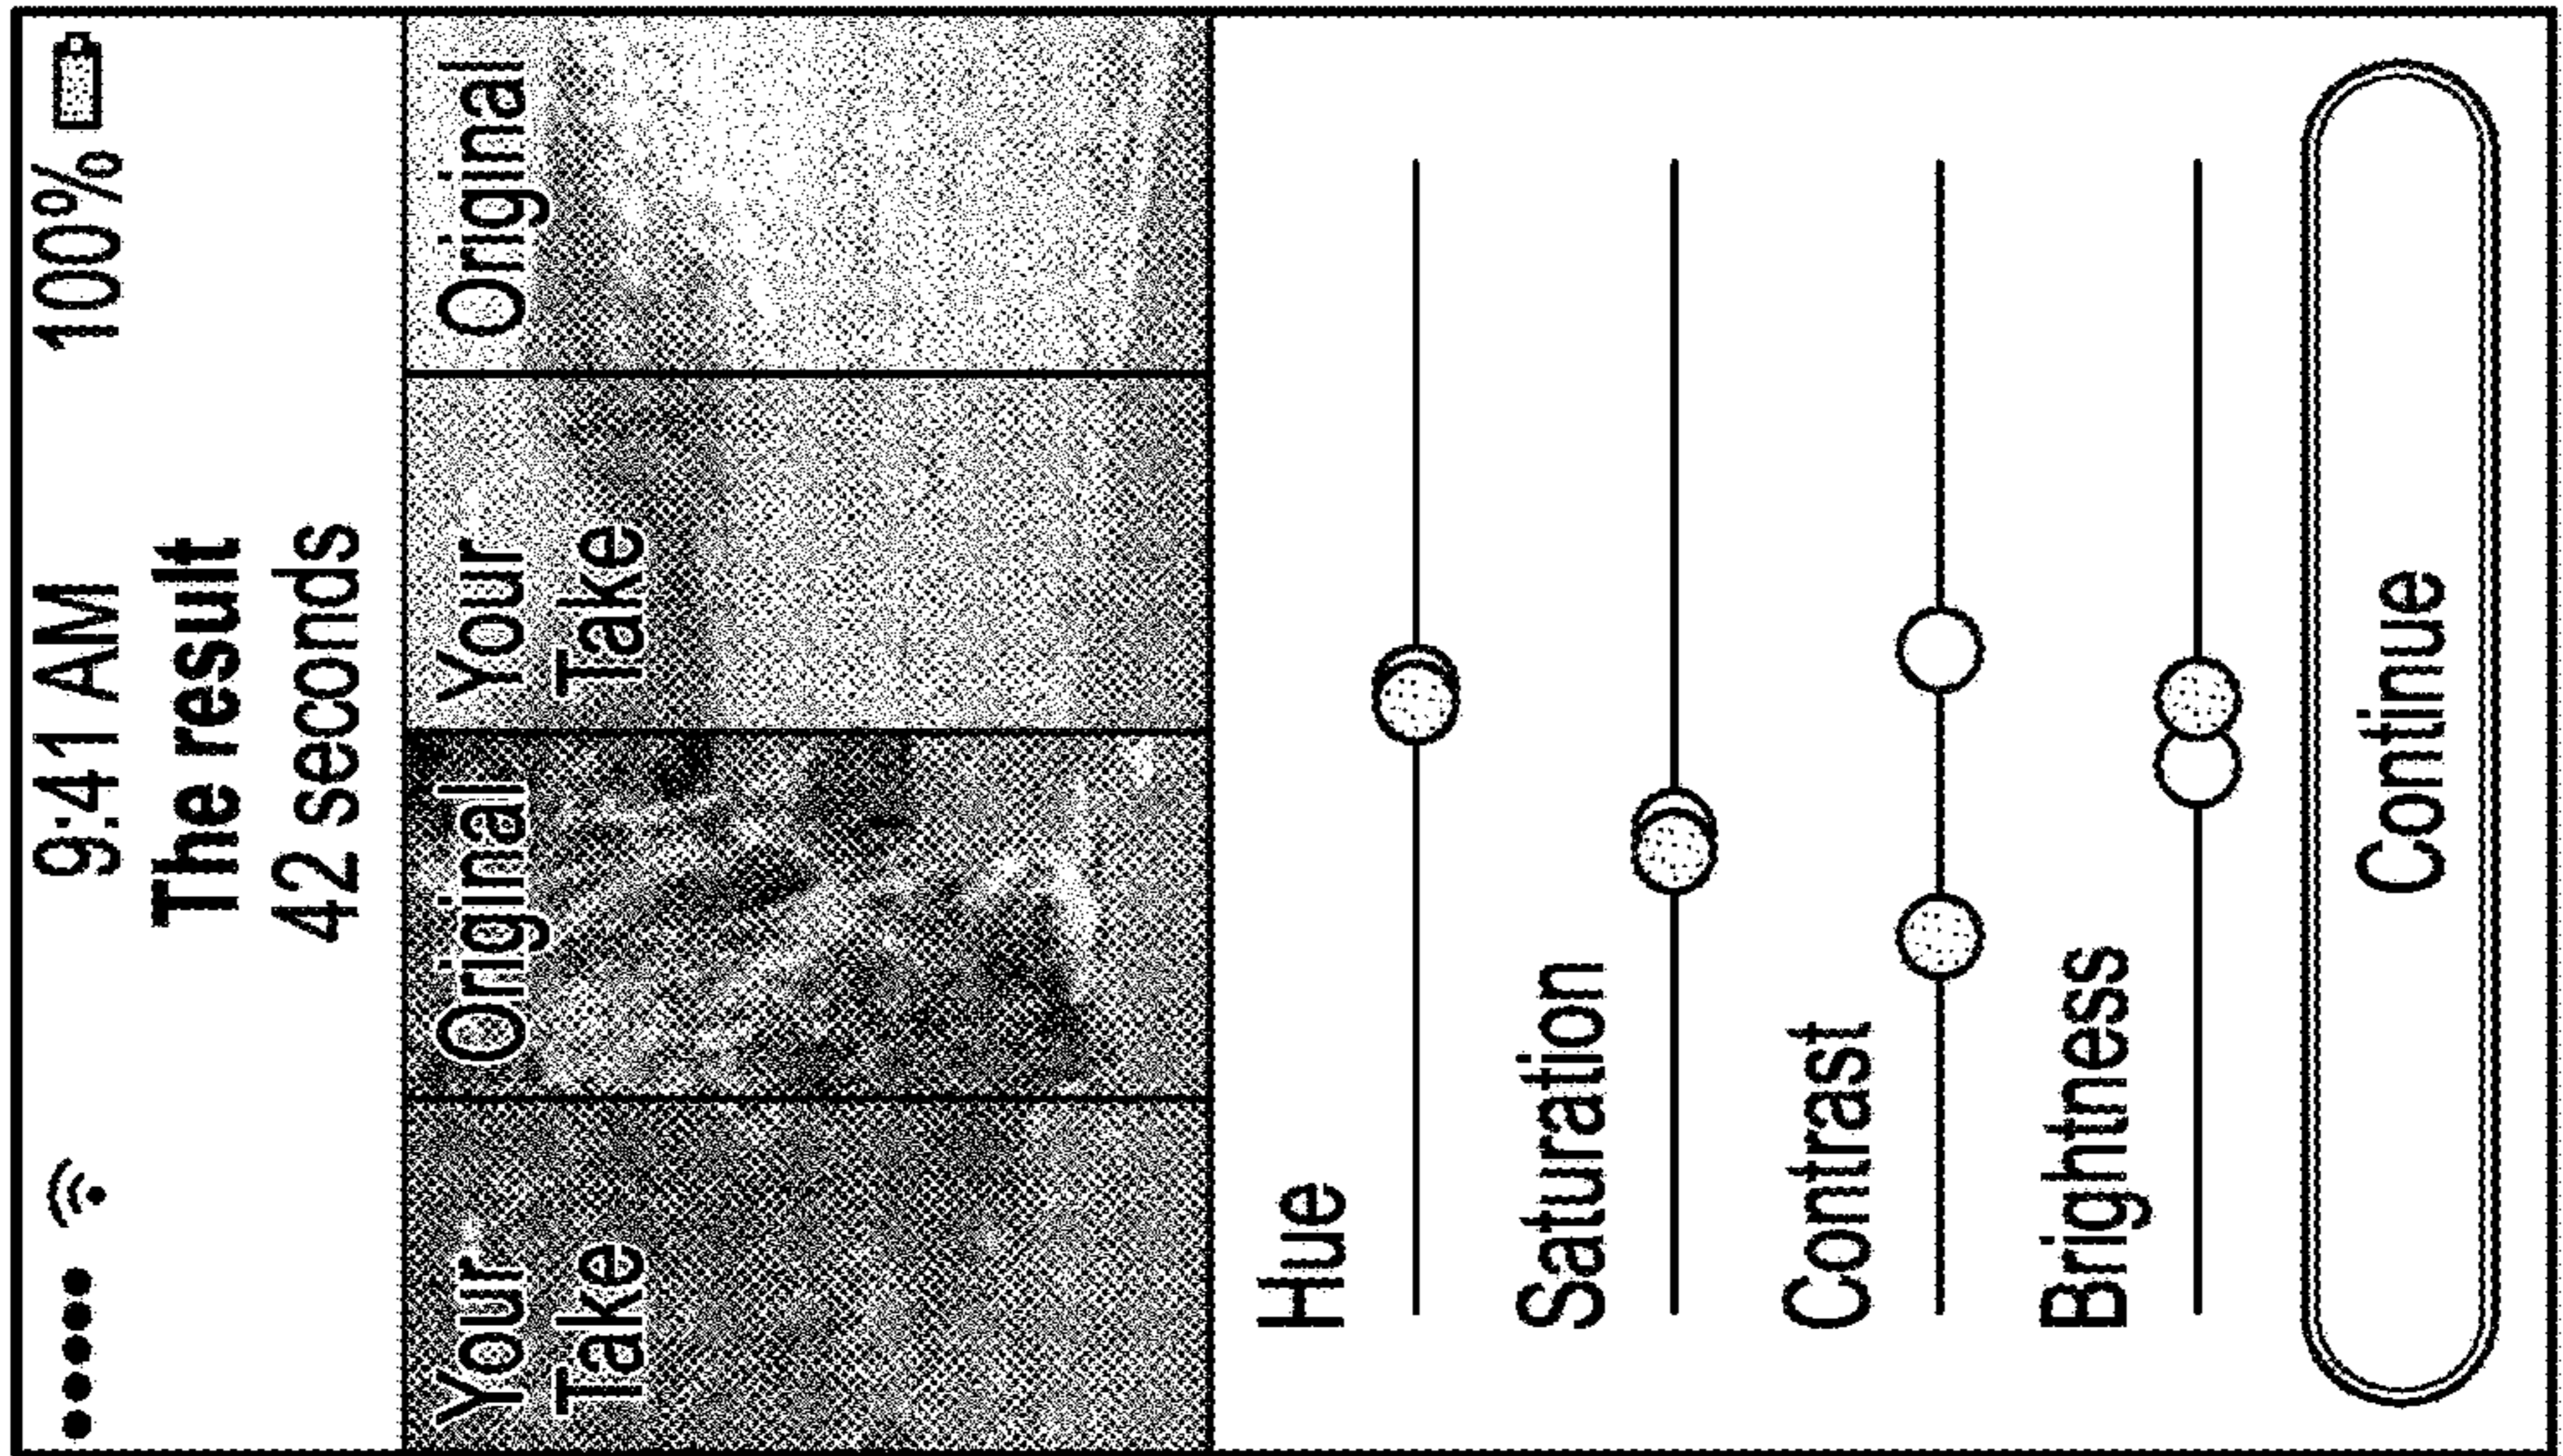 9:41 AM 100%
The result
42 seconds
Your
Take
Original
Your
Take
Original
Hue
Saturation
Contrast
Brightness
Continue